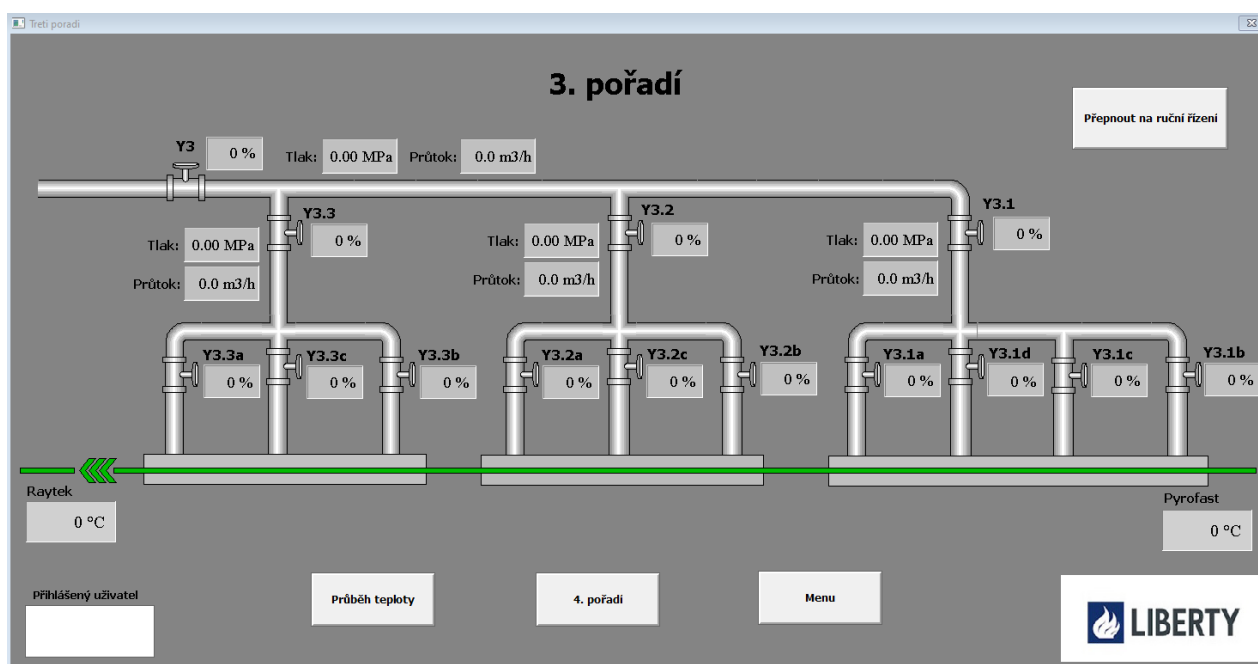 Treti poradi
3. pořadí
Přepnout na ruční řízení
Y3
0 %
Tlak: 0.00 MPa Průtok: 0.0 m3/h
Y3.3
0 %
Tlak: 0.00 MPa
Průtok: 0.0 m3/h
Y3.2
0 %
Tlak: 0.00 MPa
Průtok: 0.0 m3/h
Y3.1
0 %
Tlak: 0.00 MPa
Průtok: 0.0 m3/h
Y3.3a
0 %
Y3.3c
0 %
Y3.3b
0 %
Y3.2a
0 %
Y3.2c
0 %
Y3.2b
0 %
Y3.1a
0 %
Y3.1d
0 %
Y3.1c
0 %
Y3.1b
0 %
Raytek
0 °C
Pyrofast
0 °C
Přihlášený uživatel
Průběh teploty
4. pořadí
Menu
LIBERTY